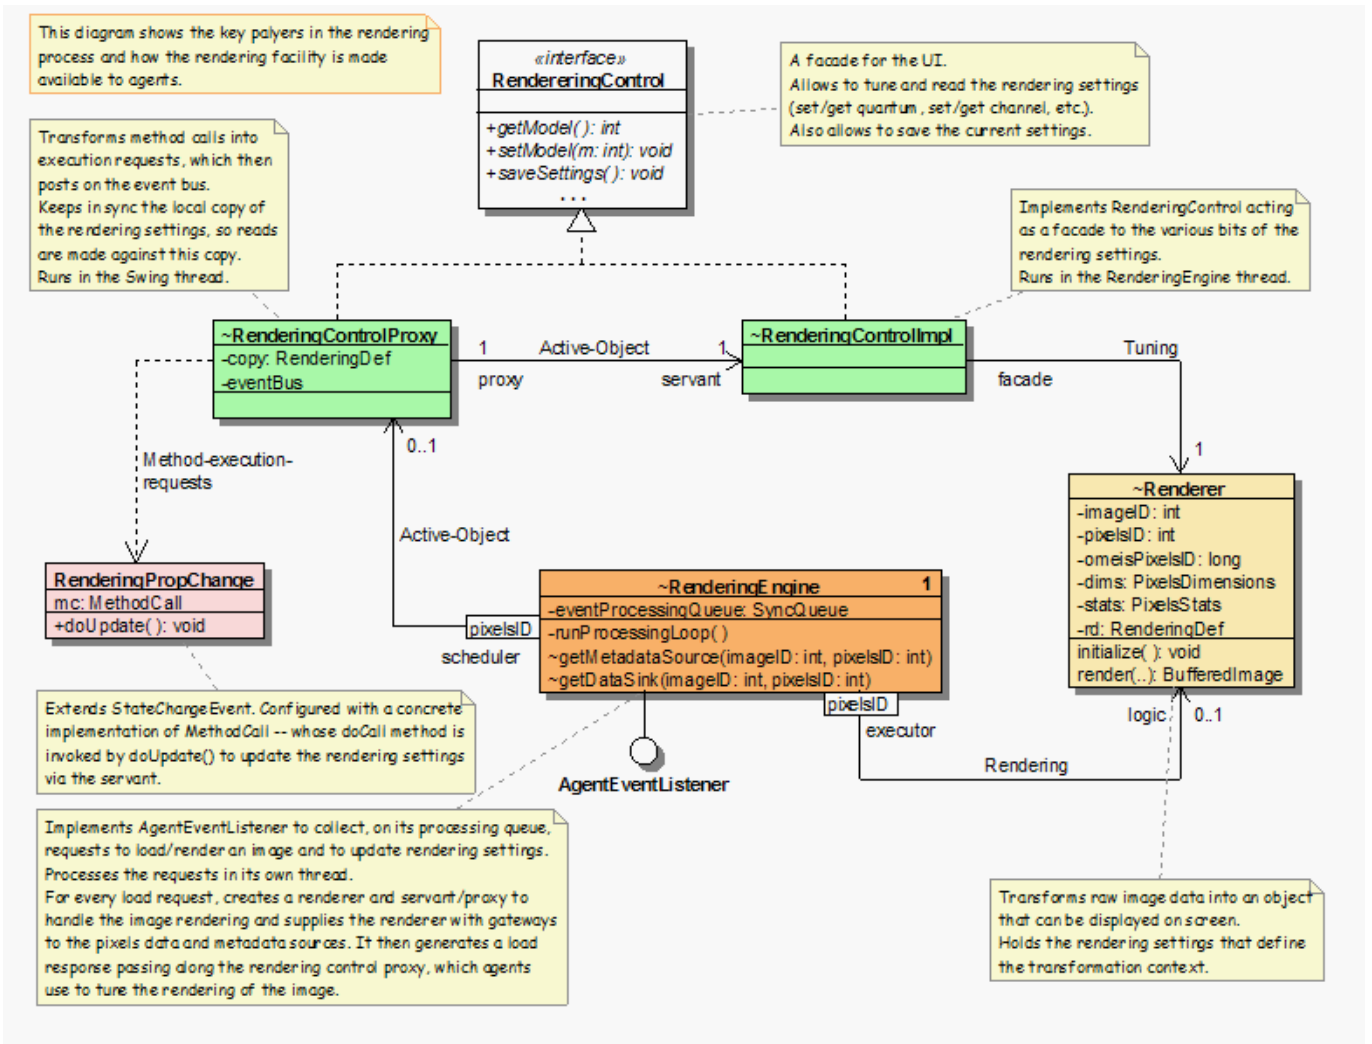 This diagram shows the key palyers in the rendering
process and how the rendering facility is made
available to agents.
«interface»
RendereringControl
+getModel( ): int
+setModel(m: int): void
+saveSettings( ): void
...
A facade for the UI.
Allows to tune and read the rendering settings
(set/get quantum, set/get channel, etc.).
Also allows to save the current settings.
Transforms method calls into
execution requests, which then
posts on the event bus.
Keeps in sync the local copy of
the rendering settings, so reads
are made against this copy.
Runs in the Swing thread.
Implements RenderingControl acting
as a facade to the various bits of the
rendering settings.
Runs in the RenderingEngine thread.
~RenderingControlProxy
-copy: RenderingDef
-eventBus
1
Active-Object
1
proxy
servant
~RenderingControlImpl
Tuning
facade
1
0..1
Method-execution-
requests
Active-Object
~Renderer
-imageID: int
-pixelsID: int
-omeisPixelsID: long
-dims: PixelsDimensions
-stats: PixelsStats
-rd: RenderingDef
initialize( ): void
render(..): BufferedImage
RenderingPropChange
mc: MethodCall
+doUpdate( ): void
~RenderingEngine
1
-eventProcessingQueue: SyncQueue
-runProcessingLoop( )
~getMetadataSource(imageID: int, pixelsID: int)
~getDataSink(imageID: int, pixelsID: int)
pixelsID
scheduler
pixelsID
executor
logic
0..1
Rendering
AgentEventListener
Extends StateChangeEvent. Configured with a concrete
implementation of MethodCall -- whose doCall method is
invoked by doUpdate() to update the rendering settings
via the servant.
Implements AgentEventListener to collect, on its processing queue,
requests to load/render an image and to update rendering settings.
Processes the requests in its own thread.
For every load request, creates a renderer and servant/proxy to
handle the image rendering and supplies the renderer with gateways
to the pixels data and metadata sources. It then generates a load
response passing along the rendering control proxy, which agents
use to tune the rendering of the image.
Transforms raw image data into an object
that can be displayed on screen.
Holds the rendering settings that define
the transformation context.